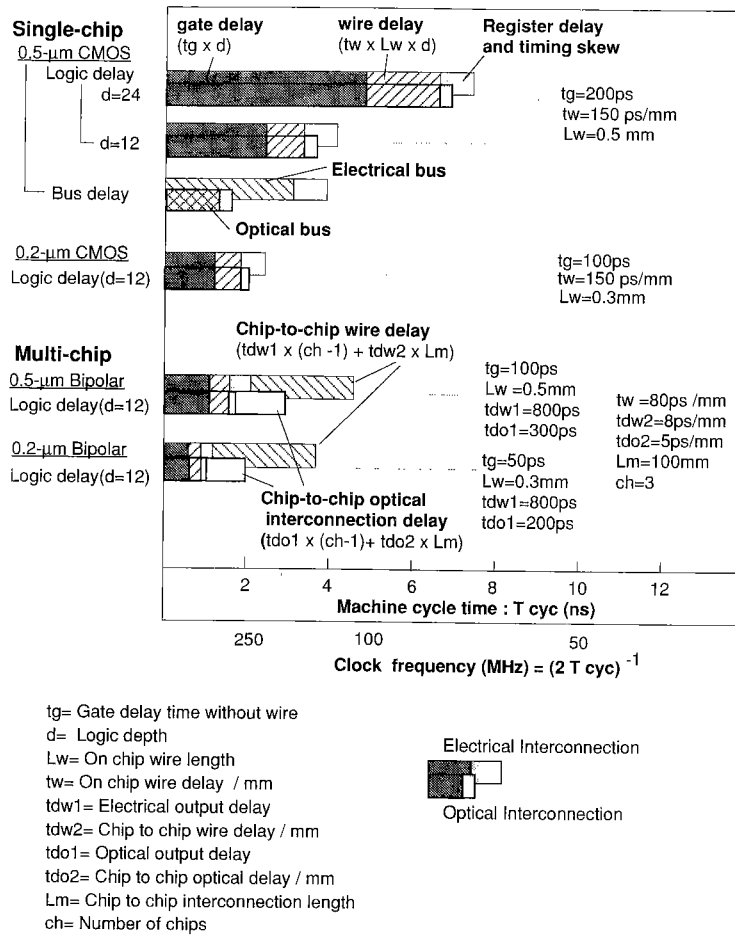 Single-chip
gate delay
(tg x d)
wire delay
(tw x Lw x d)
Register delay
and timing skew
0.5-μm CMOS
Logic delay
d=24
tg=200ps
tw=150 ps/mm
Lw=0.5 mm
d=12
Electrical bus
Bus delay
Optical bus
0.2-μm CMOS
Logic delay(d=12)
tg=100ps
tw=150 ps/mm
Lw=0.3mm
Chip-to-chip wire delay
(tdw1 x (ch -1) + tdw2 x Lm)
Multi-chip
0.5-μm Bipolar
Logic delay(d=12)
tg=100ps
Lw =0.5mm
tdw1=800ps
tdo1=300ps
tw =80ps /mm
tdw2=8ps/mm
tdo2=5ps/mm
Lm=100mm
ch=3
0.2-μm Bipolar
Logic delay(d=12)
tg=50ps
Lw=0.3mm
tdw1=800ps
tdo1=200ps
Chip-to-chip optical
interconnection delay
(tdo1 x (ch-1)+ tdo2 x Lm)
2 4 6 8 10 12
Machine cycle time : T cyc (ns)
250 100 50
Clock frequency (MHz) = (2 T cyc) -1
tg= Gate delay time without wire
d= Logic depth
Lw= On chip wire length
tw= On chip wire delay / mm
tdw1= Electrical output delay
tdw2= Chip to chip wire delay / mm
tdo1= Optical output delay
tdo2= Chip to chip optical delay / mm
Lm= Chip to chip interconnection length
ch= Number of chips
Electrical Interconnection
Optical Interconnection